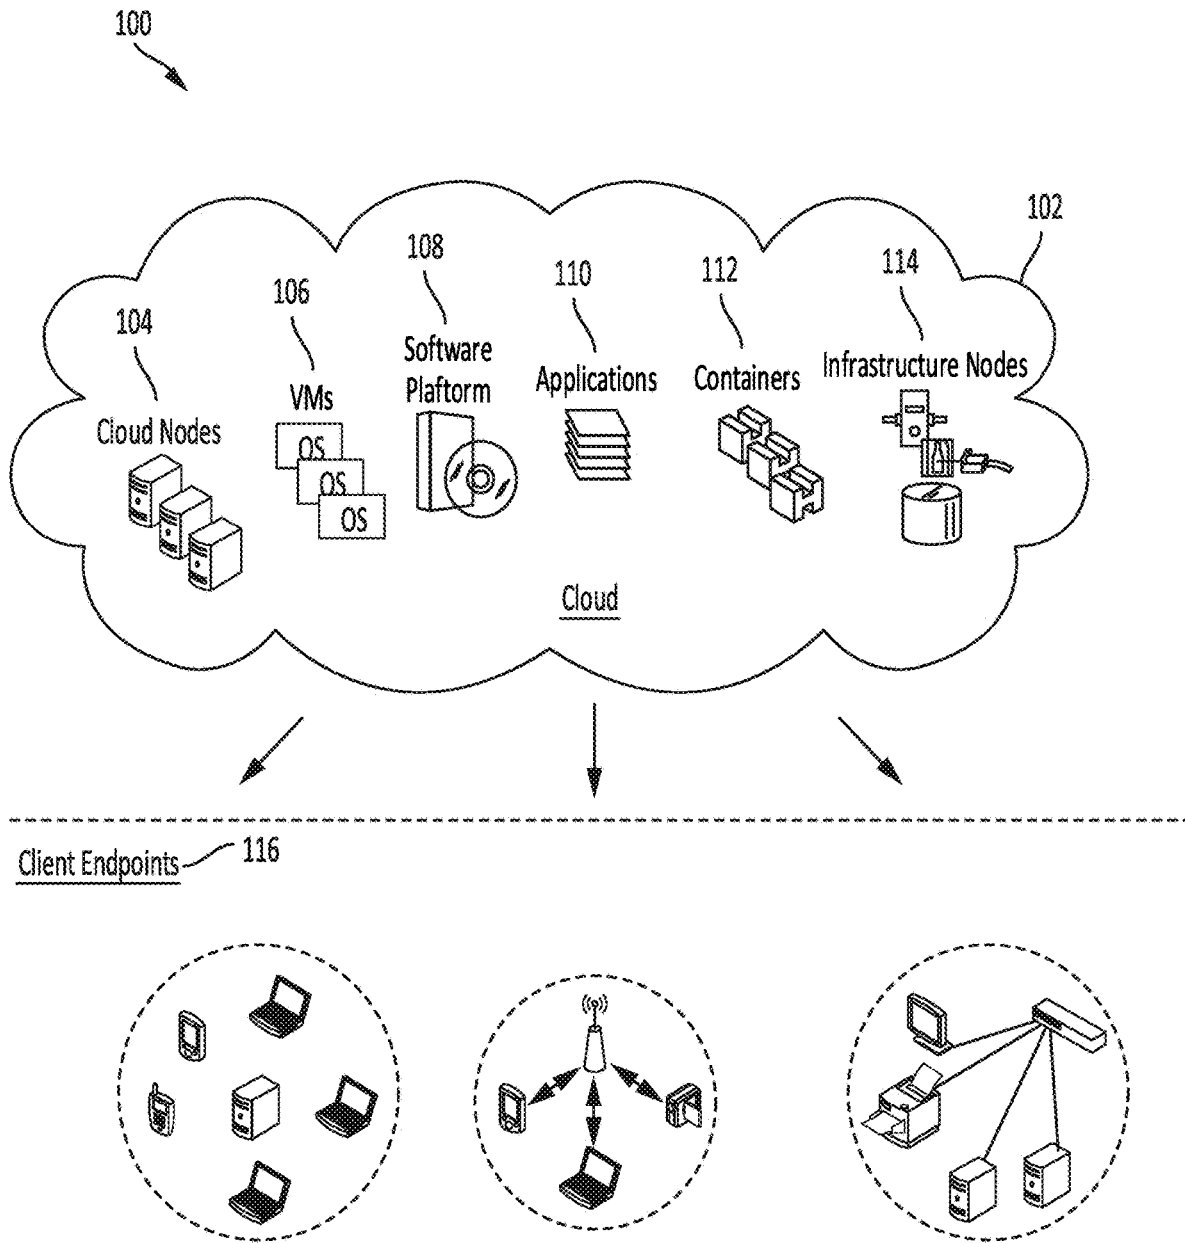 100
102
108
110
112
114
106
104
Software
Plaftorm
Infrastructure Nodes
Applications
Containers
VMs
Cloud Nodes
OS
OS
OS
Cloud
Client Endpoints
116